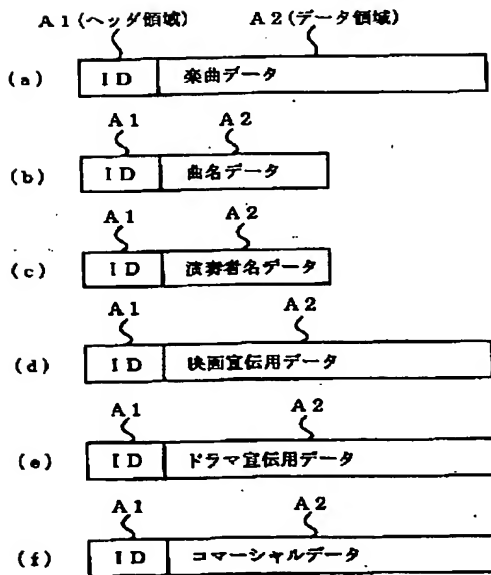 A1(ヘッダ領域) A2(データ領域)
(a) ID 楽曲データ
A1 A2
(b) ID 曲名データ
A1 A2
(c) ID 演奏者名データ
A1 A2
(d) ID 映画宣伝用データ
A1 A2
(e) ID ドラマ宣伝用データ
A1 A2
(f) ID コマーシャルデータ